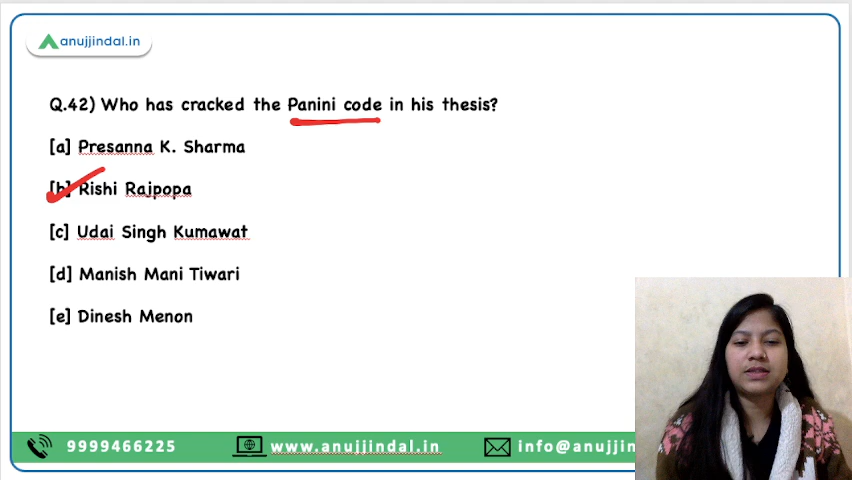 anujjindal.in
Q.42) Who has cracked the Panini code in his thesis?
[a] Presanna K. Sharma
[b] Rishi Rajpopa
[c] Udai Singh Kumawat
[d] Manish Mani Tiwari
[e] Dinesh Menon
9999466225 www.anujjindal.in info@anujjin